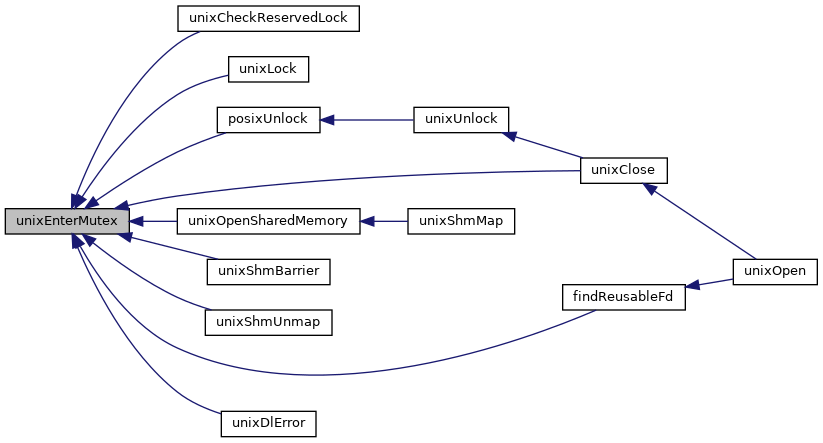 unixCheckReservedLock
unixLock
posixUnlock
unixUnlock
unixClose
unixEnterMutex
unixOpenSharedMemory
unixShmMap
unixShmBarrier
unixOpen
findReusableFd
unixShmUnmap
unixDlError